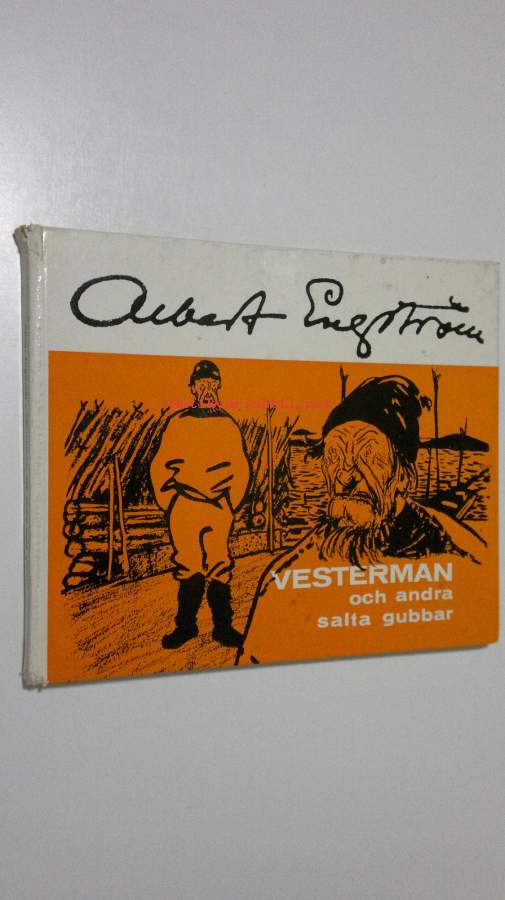 Albert Engström
VESTERMAN
och andra
salta gubbar